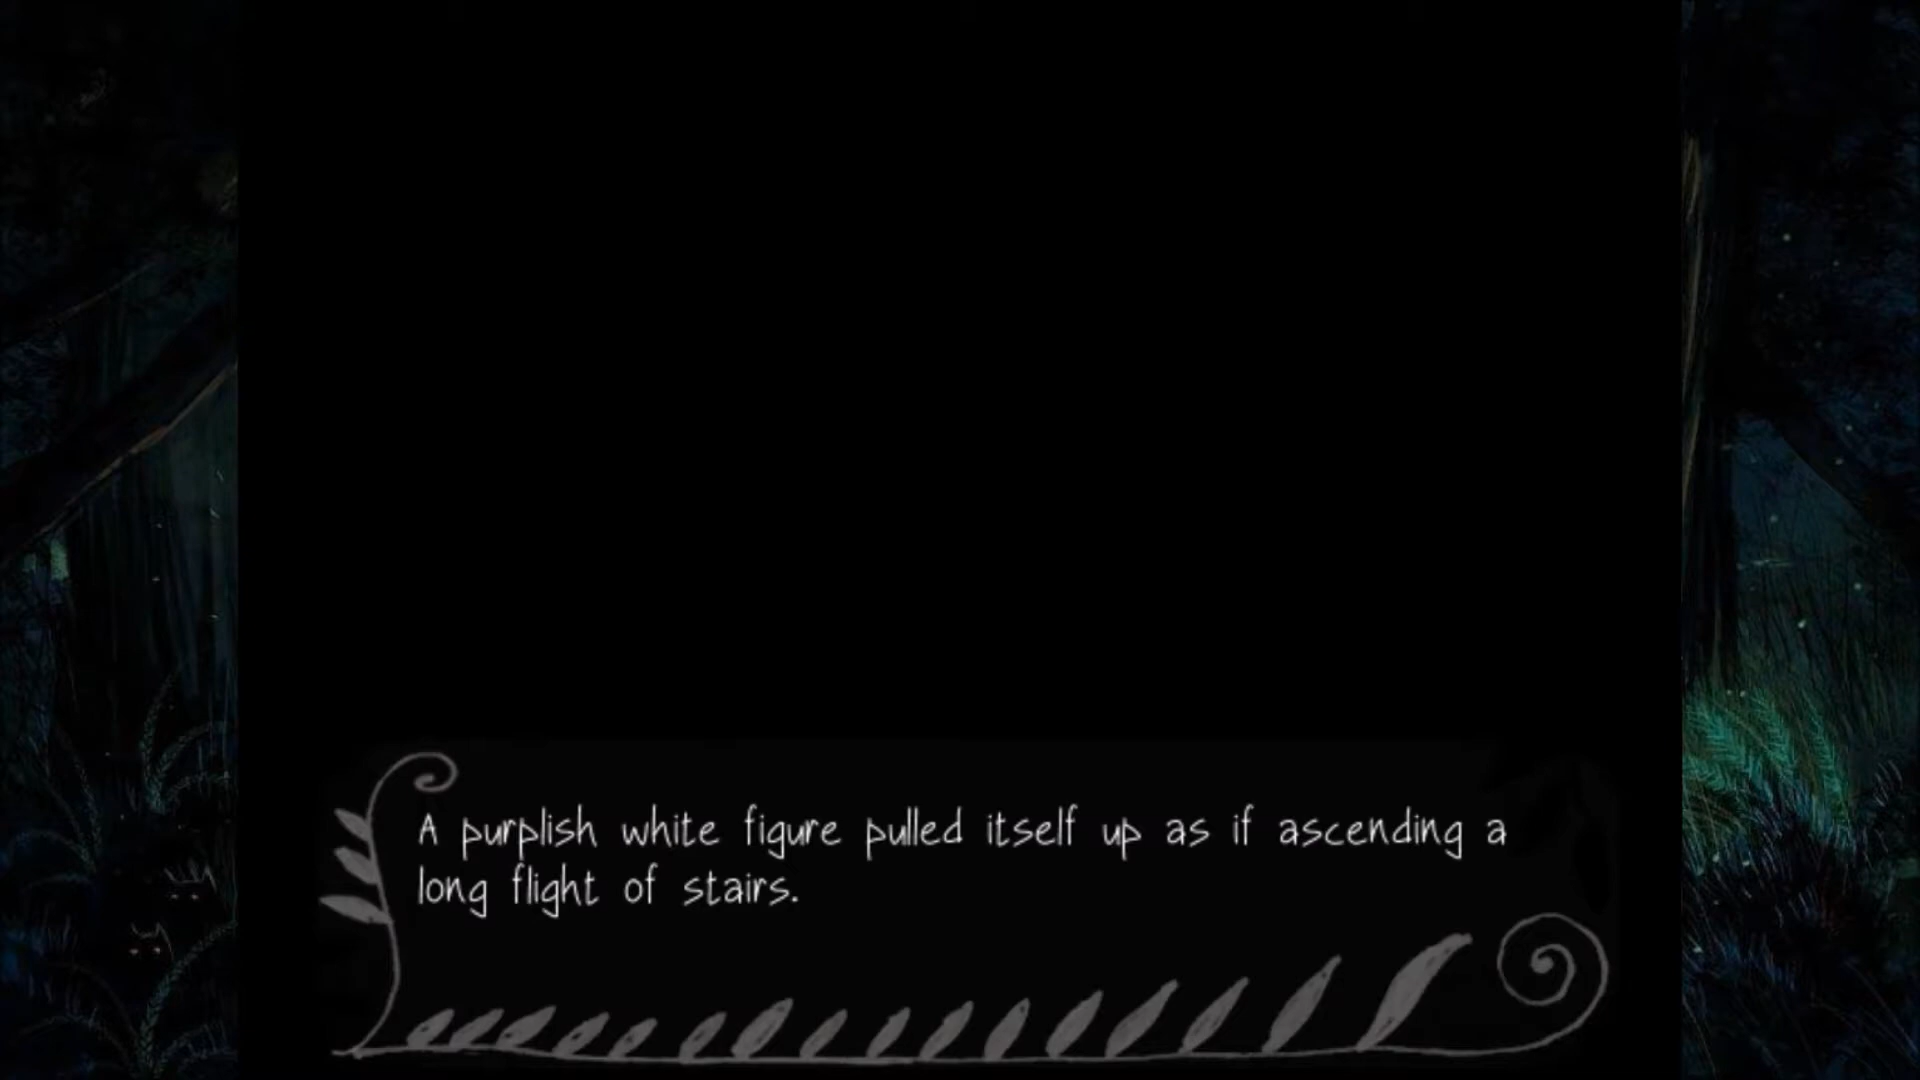 A purplish white figure pulled itself up as if ascending a
long flight of stairs.